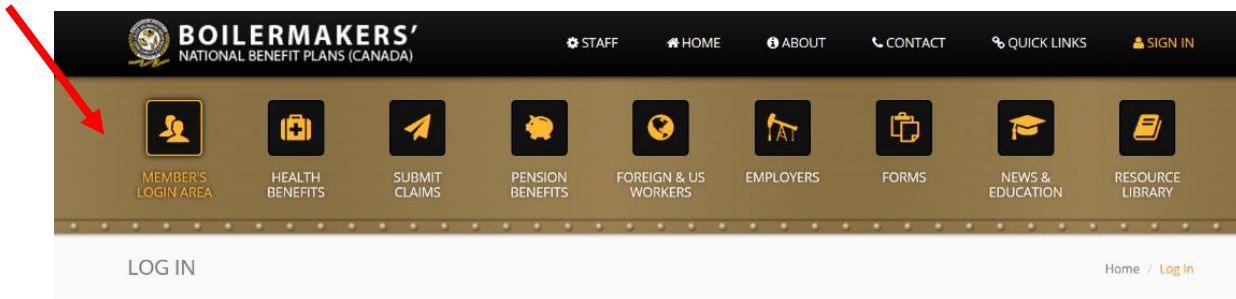 BOILERMAKERS'
NATIONAL BENEFIT PLANS (CANADA)
STAFF HOME ABOUT CONTACT QUICK LINKS SIGN IN
MEMBER'S LOGIN AREA
HEALTH BENEFITS
SUBMIT CLAIMS
PENSION BENEFITS
FOREIGN & US WORKERS
EMPLOYERS
FORMS
NEWS & EDUCATION
RESOURCE LIBRARY
LOG IN
Home / Log In